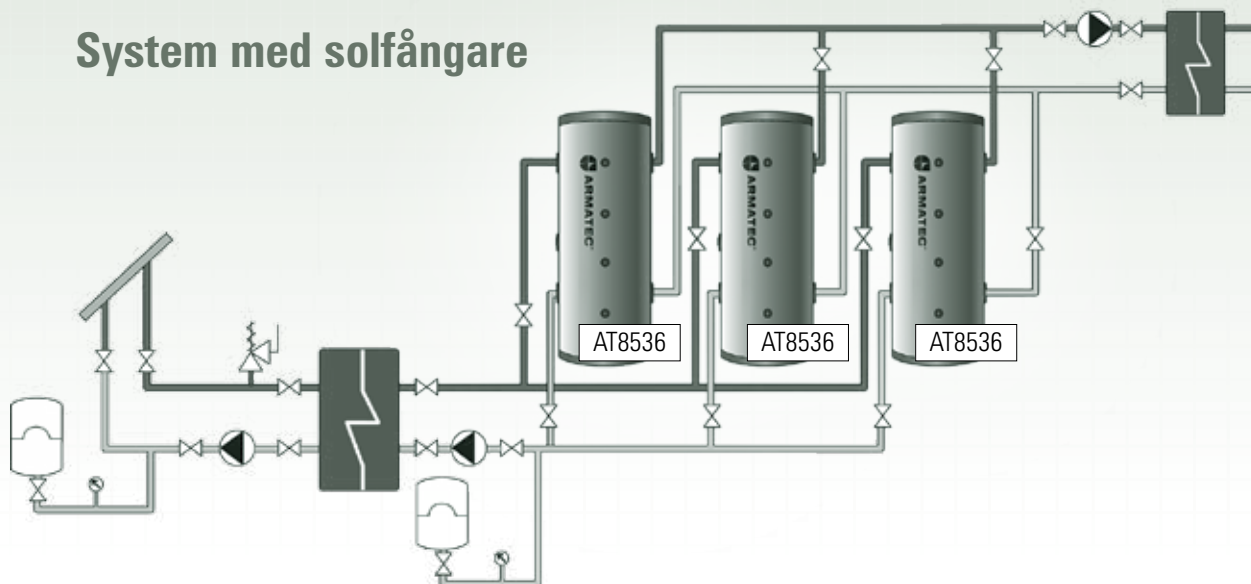 System med solfångare
ARMATEC
ARMATEC
ARMATEC
AT8536
AT8536
AT8536